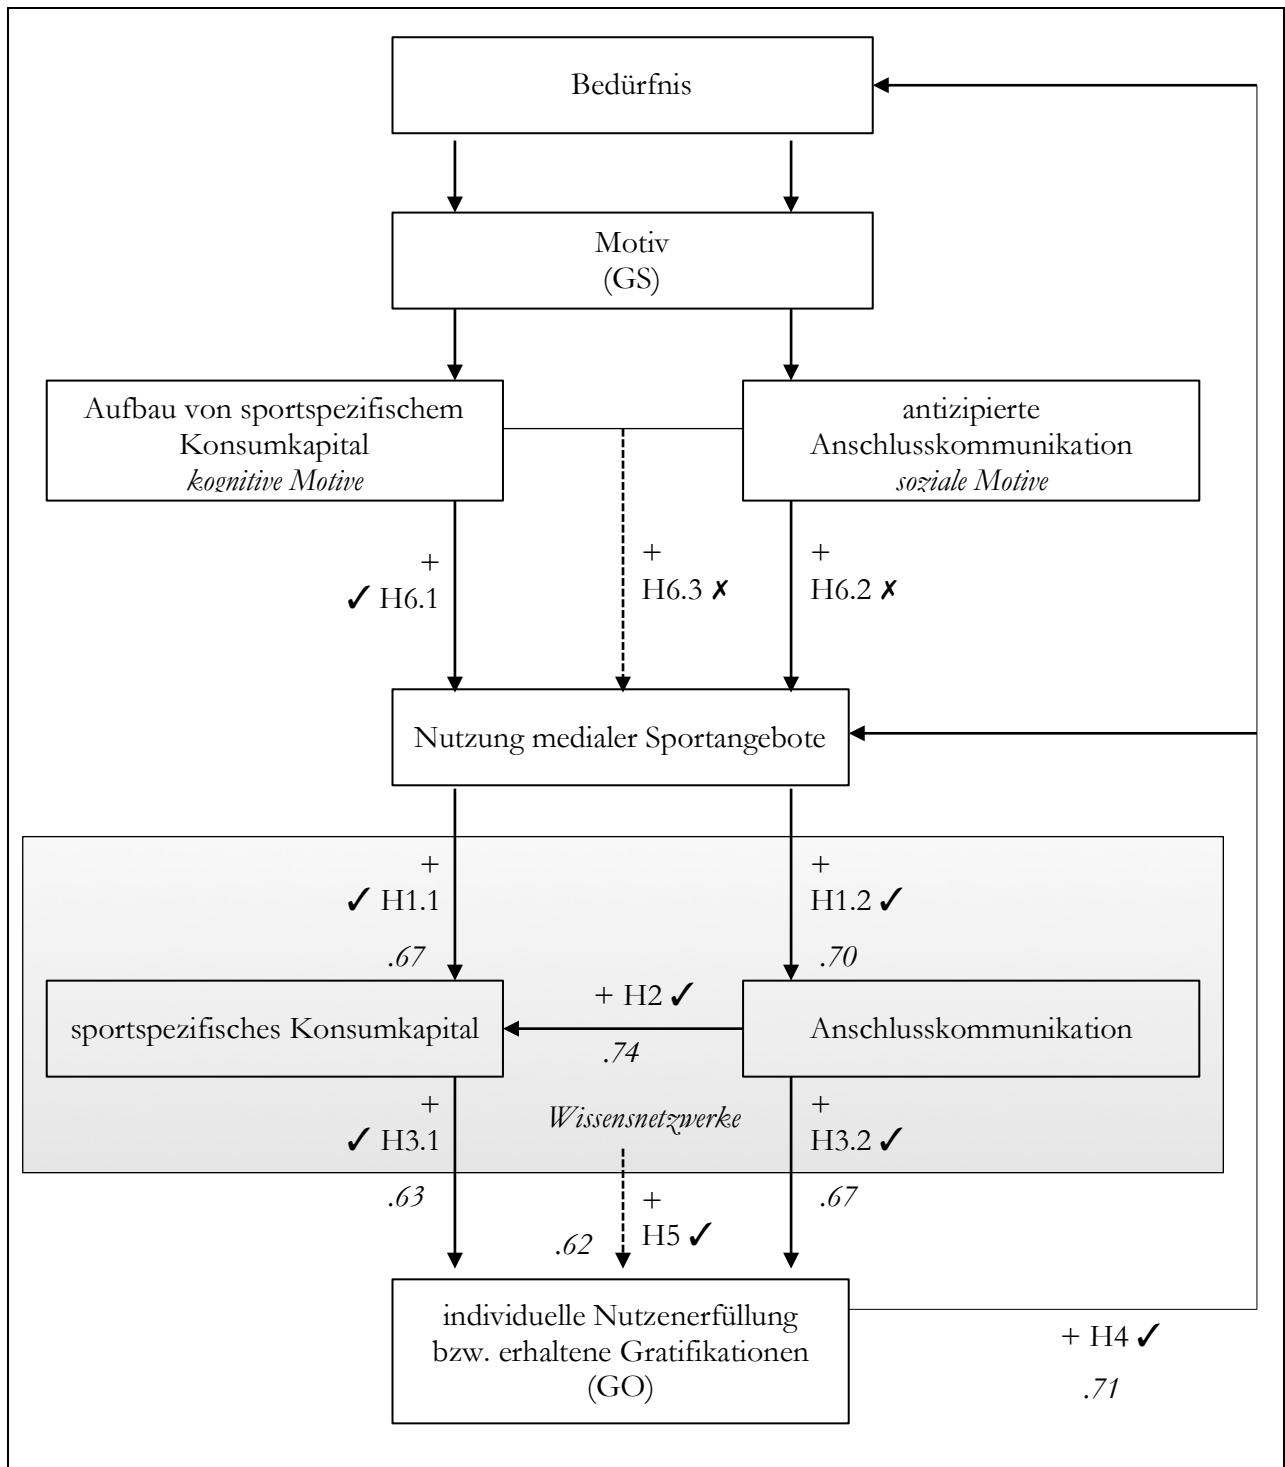 Bedürfnis
Motiv
(GS)
Aufbau von sportspezifischem
Konsumkapital
kognitive Motive
antizipierte
Anschlusskommunikation
soziale Motive
+
✓ H6.1
+
H6.3 ✗
+
H6.2 ✗
Nutzung medialer Sportangebote
+
✓ H1.1
.67
+
H1.2 ✓
.70
sportspezifisches Konsumkapital
+ H2 ✓
.74
Anschlusskommunikation
+
✓ H3.1
.63
Wissensnetzwerke
+
H3.2 ✓
.67
+
H5 ✓
.62
individuelle Nutzenerfüllung
bzw. erhaltene Gratifikationen
(GO)
+ H4 ✓
.71